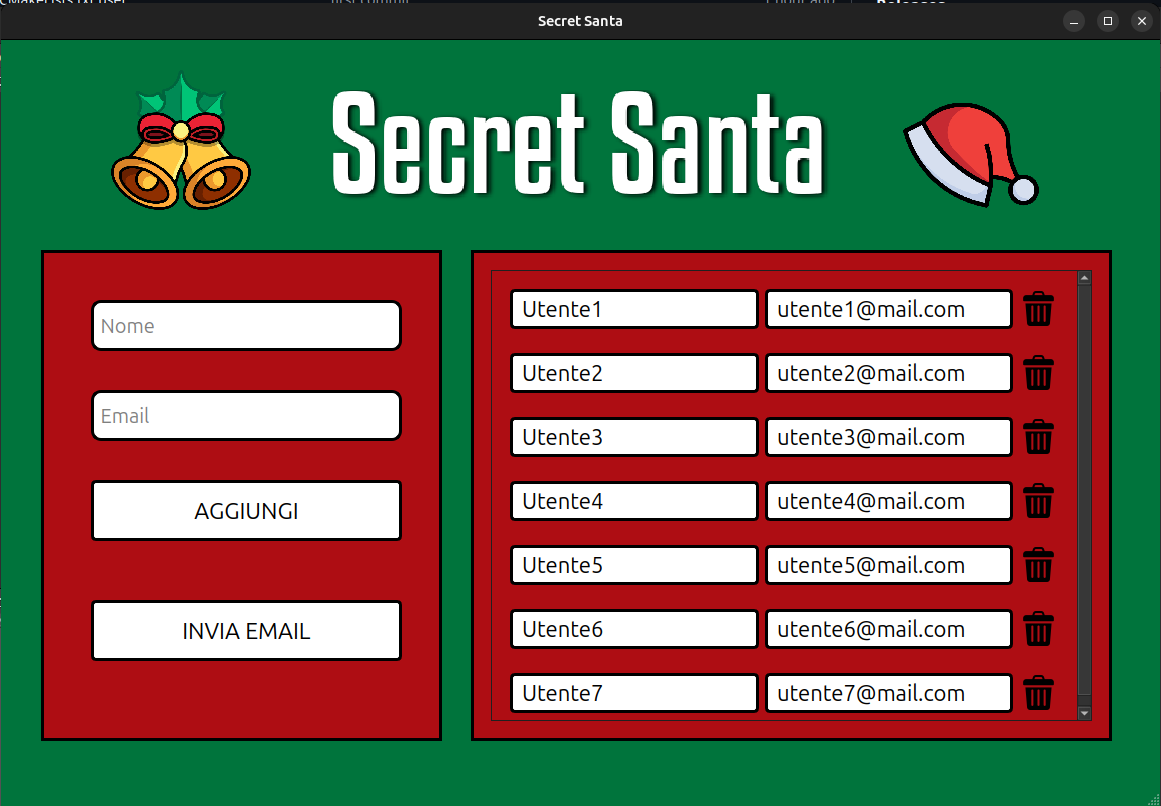 Secret Santa
Secret Santa
Nome
Email
AGGIUNGI
INVIA EMAIL
Utente1 utente1@mail.com
Utente2 utente2@mail.com
Utente3 utente3@mail.com
Utente4 utente4@mail.com
Utente5 utente5@mail.com
Utente6 utente6@mail.com
Utente7 utente7@mail.com